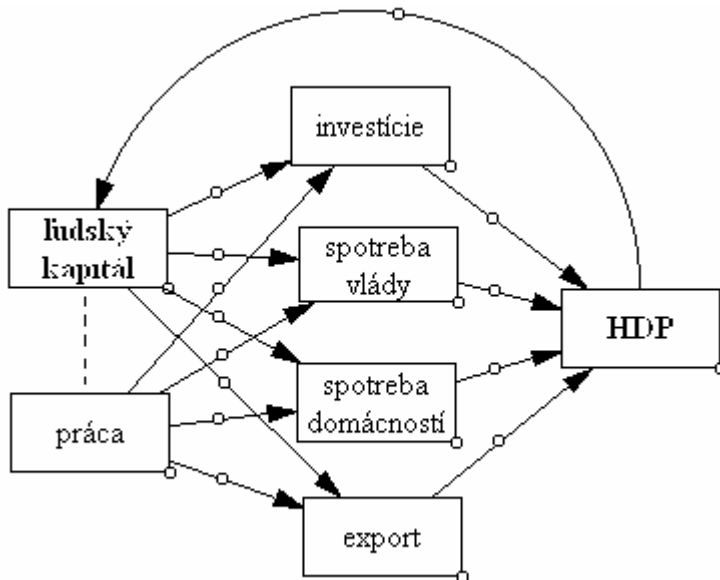 investície
ľudský
kapitál
spotreba
vlády
HDP
spotreba
domácností
práca
export